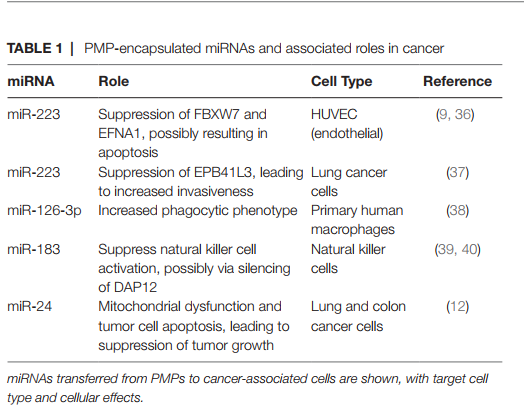 TABLE 1 | PMP-encapsulated miRNAs and associated roles in cancer
miRNA Role Cell Type Reference
miR-223 Suppression of FBXW7 and HUVEC (9, 36)
EFNA1, possibly resulting in (endothelial)
apoptosis
miR-223 Suppression of EPB41L3, leading Lung cancer (37)
to increased invasiveness cells
miR-126-3p Increased phagocytic phenotype Primary human (38)
macrophages
miR-183 Suppress natural killer cell Natural killer (39, 40)
activation, possibly via silencing cells
of DAP12
miR-24 Mitochondrial dysfunction and Lung and colon (12)
tumor cell apoptosis, leading to cancer cells
suppression of tumor growth
miRNAs transferred from PMPs to cancer-associated cells are shown, with target cell
type and cellular effects.